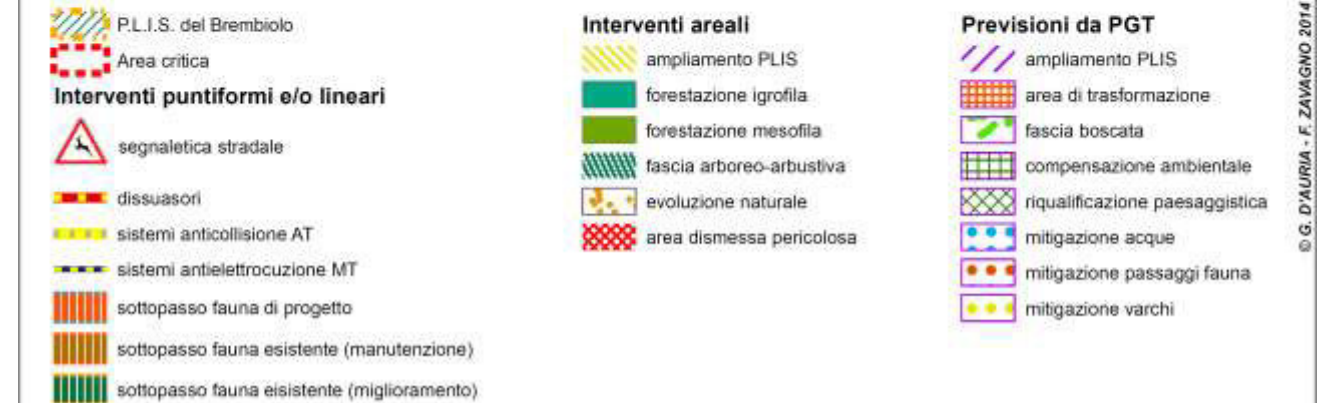 P.L.I.S. del Brembiolo
Area critica
Interventi puntiformi e/o lineari
segnaletica stradale
dissuasori
sistemi anticollisione AT
sistemi antielettrocuzione MT
sottopasso fauna di progetto
sottopasso fauna esistente (manutenzione)
sottopasso fauna eisistente (miglioramento)
Interventi areali
ampliamento PLIS
forestazione igrofila
forestazione mesofila
fascia arboreo-arbustiva
evoluzione naturale
area dismessa pericolosa
Previsioni da PGT
ampliamento PLIS
area di trasformazione
fascia boscata
compensazione ambientale
riqualificazione paesaggistica
mitigazione acque
mitigazione passaggi fauna
mitigazione varchi
© G. D'AURIA - F. ZAVAGNO 2014